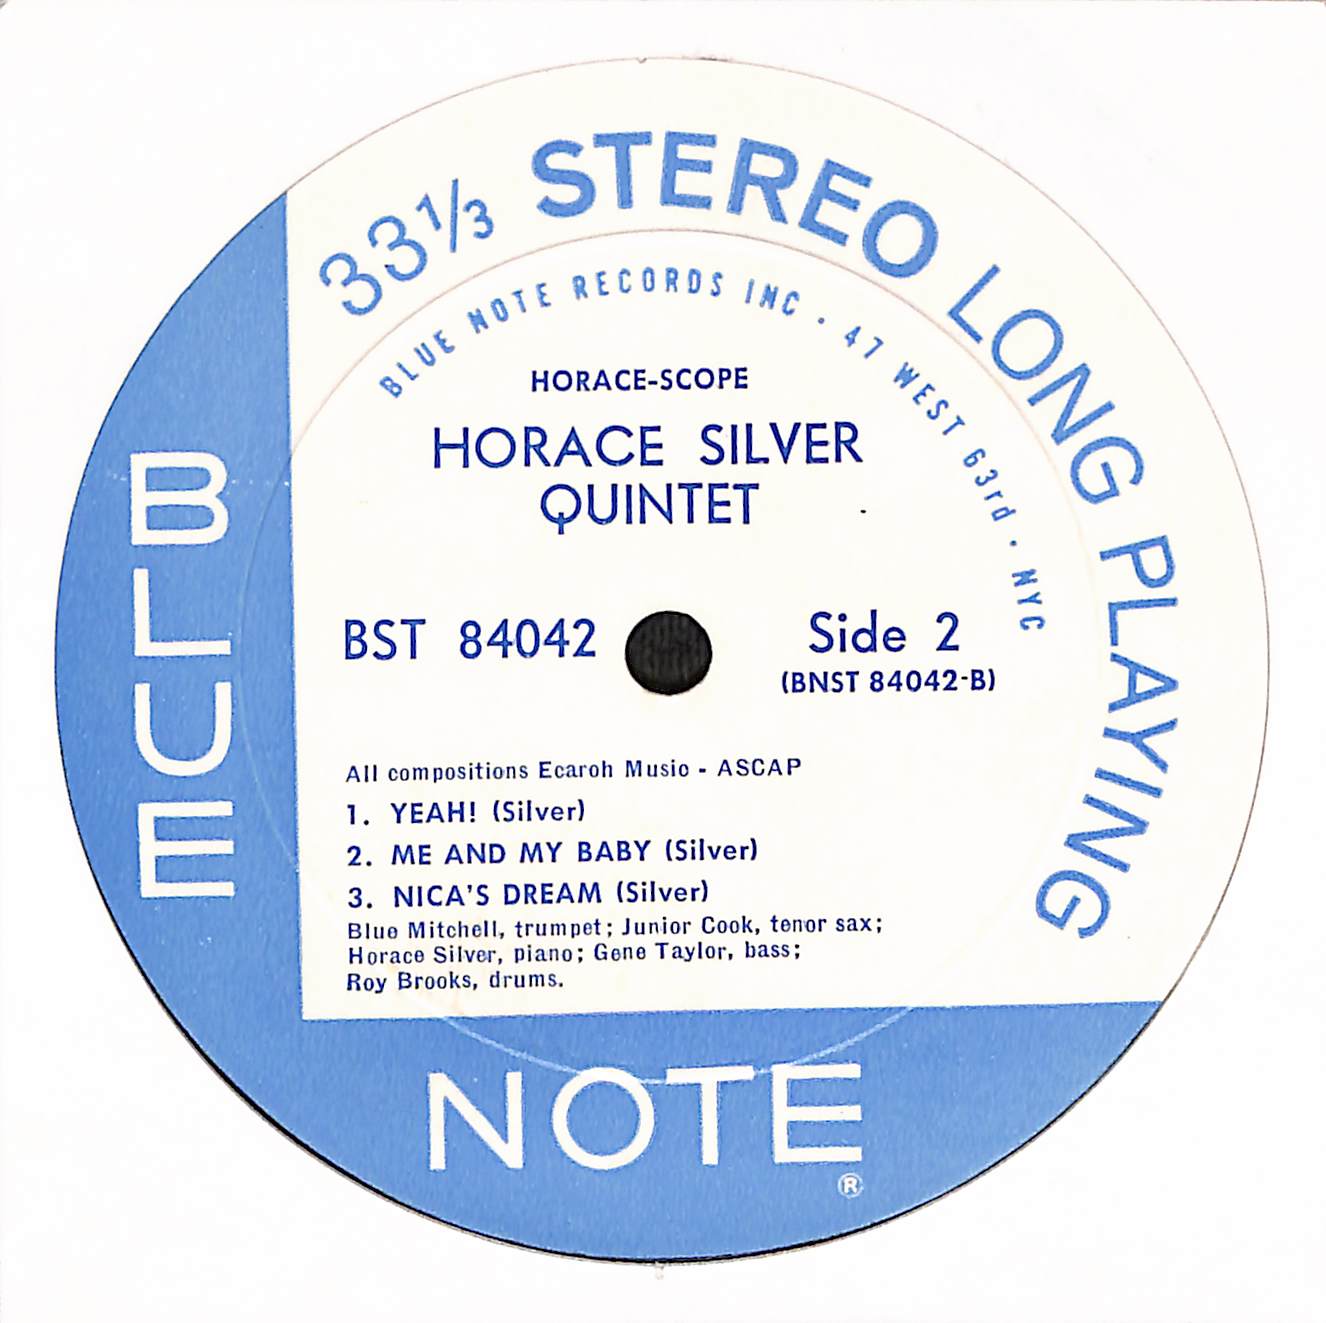 33⅓ STEREO LONG PLAYING
BLUE NOTE RECORDS INC · 47 WEST 63rd · NYC
HORACE-SCOPE
HORACE SILVER
QUINTET
BST 84042
Side 2
(BNST 84042-B)
All compositions Ecaroh Music - ASCAP
1. YEAH! (Silver)
2. ME AND MY BABY (Silver)
3. NICA'S DREAM (Silver)
Blue Mitchell, trumpet; Junior Cook, tenor sax;
Horace Silver, piano; Gene Taylor, bass;
Roy Brooks, drums.
BLUE
NOTE
®